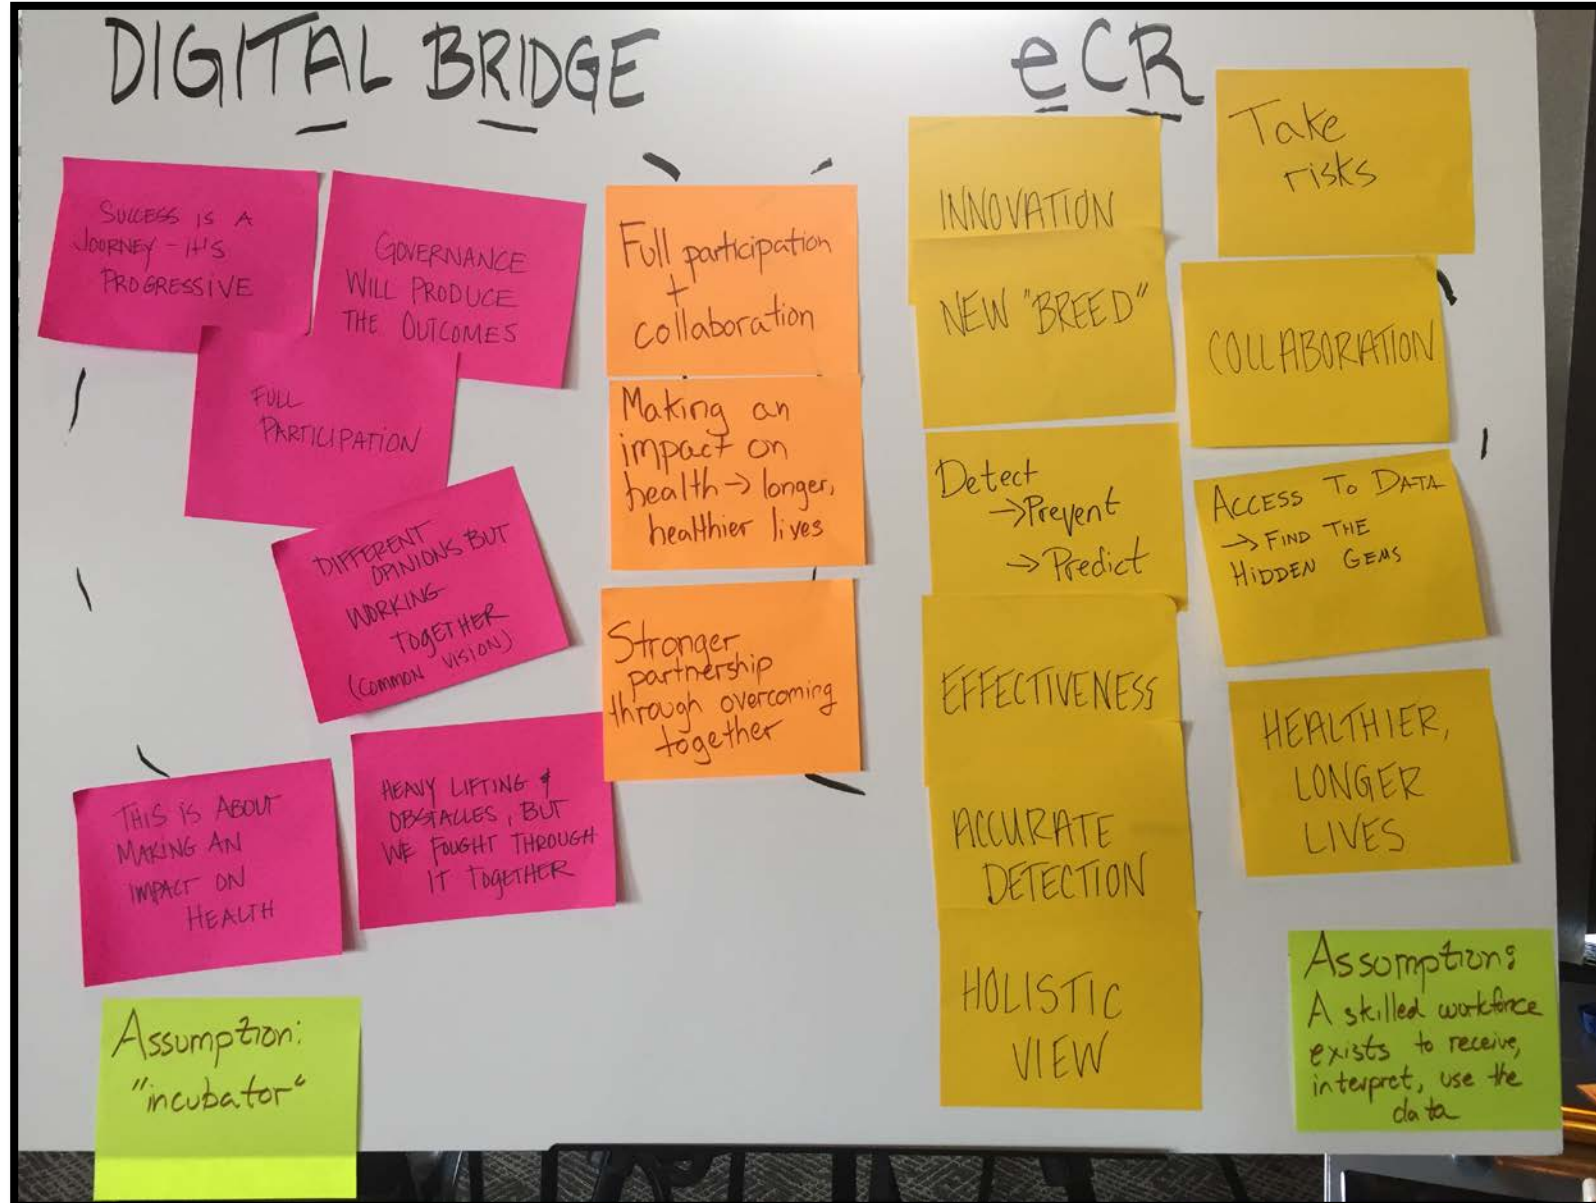 DIGITAL BRIDGE
SUCCESS IS A
JOURNEY - IT'S
PROGRESSIVE
GOVERNANCE
WILL PRODUCE
THE OUTCOMES
FULL
PARTICIPATION
DIFFERENT
OPINIONS BUT
WORKING
TOGETHER
(COMMON VISION)
THIS IS ABOUT
MAKING AN
IMPACT ON
HEALTH
HEAVY LIFTING &
OBSTACLES, BUT
WE FOUGHT THROUGH
IT TOGETHER
Assumption:
"incubator"
Full participation
+
collaboration
Making an
impact on
health → longer,
healthier lives
Stronger
partnership
through overcoming
together
eCR
INNOVATION
NEW "BREED"
Detect
→ Prevent
→ Predict
EFFECTIVENESS
ACCURATE
DETECTION
HOLISTIC
VIEW
Take
risks
COLLABORATION
ACCESS TO DATA
→ FIND THE
HIDDEN GEMS
HEALTHIER,
LONGER
LIVES
Assumption:
A skilled workforce
exists to receive,
interpret, use the
data